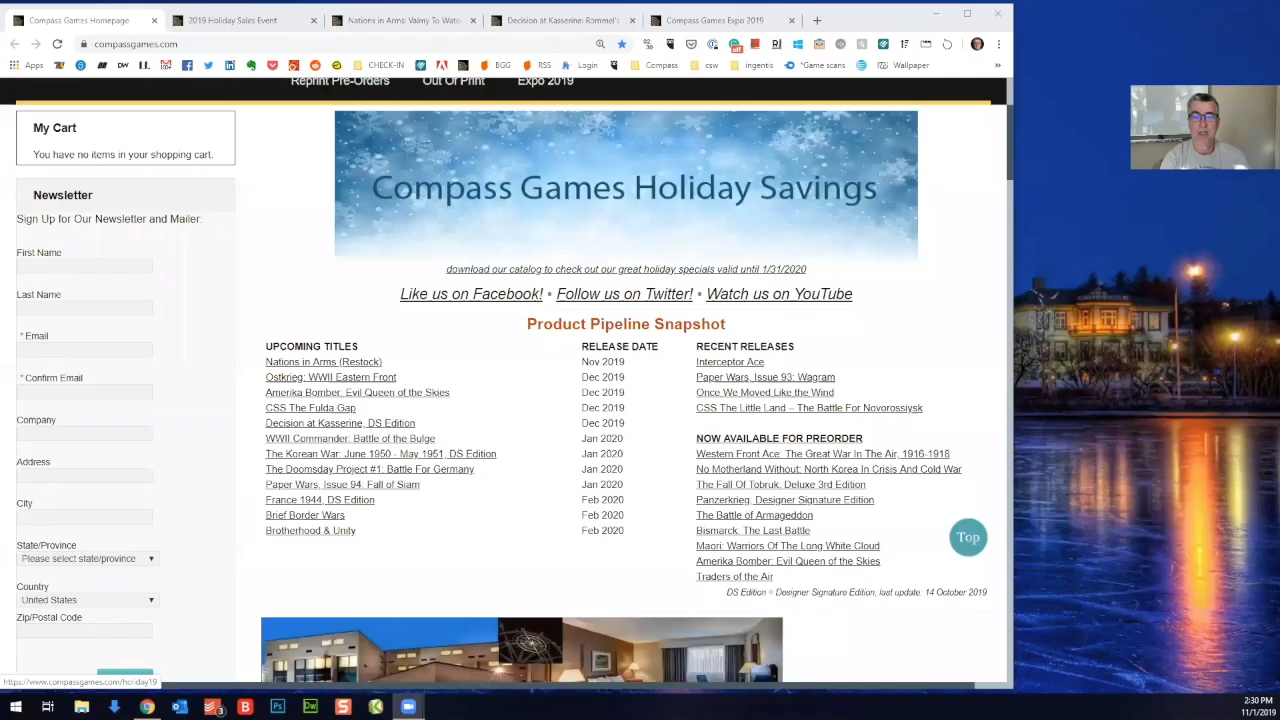 Compass Games Homepage
2019 Holiday Sales Event
Nations in Arms: Valmy To Wate
Decision at Kasserine: Rommel's
Compass Games Expo 2019
compassgames.com
Apps
DW
CHECK-IN
BGG
RSS
Login
Compass
csw
ingentis
*Game scans
Wallpaper
Reprint Pre-Orders
Out Of Print
Expo 2019
My Cart
You have no items in your shopping cart.
Newsletter
Sign Up for Our Newsletter and Mailer:
First Name
Last Name
* Email
* Confirm Email
Company
Address
City
State/Province
Please select state/province
Country
United States
Zip/Postal Code
Compass Games Holiday Savings
download our catalog to check out our great holiday specials valid until 1/31/2020
Like us on Facebook! • Follow us on Twitter! • Watch us on YouTube
Product Pipeline Snapshot
UPCOMING TITLES RELEASE DATE
Nations in Arms (Restock) Nov 2019
Ostkrieg: WWII Eastern Front Dec 2019
Amerika Bomber: Evil Queen of the Skies Dec 2019
CSS The Fulda Gap Dec 2019
Decision at Kasserine, DS Edition Dec 2019
WWII Commander: Battle of the Bulge Jan 2020
The Korean War: June 1950 - May 1951, DS Edition Jan 2020
The Doomsday Project #1: Battle For Germany Jan 2020
Paper Wars, Issue 94: Fall of Siam Jan 2020
France 1944, DS Edition Feb 2020
Brief Border Wars Feb 2020
Brotherhood & Unity Feb 2020
RECENT RELEASES
Interceptor Ace
Paper Wars, Issue 93: Wagram
Once We Moved Like the Wind
CSS The Little Land – The Battle For Novorossiysk
NOW AVAILABLE FOR PREORDER
Western Front Ace: The Great War In The Air, 1916-1918
No Motherland Without: North Korea In Crisis And Cold War
The Fall Of Tobruk, Deluxe 3rd Edition
Panzerkrieg, Designer Signature Edition
The Battle of Armageddon
Bismarck: The Last Battle
Maori: Warriors Of The Long White Cloud
Amerika Bomber: Evil Queen of the Skies
Traders of the Air
DS Edition = Designer Signature Edition, last update: 14 October 2019
Top
https://www.compassgames.com/holiday19
2:30 PM
11/1/2019